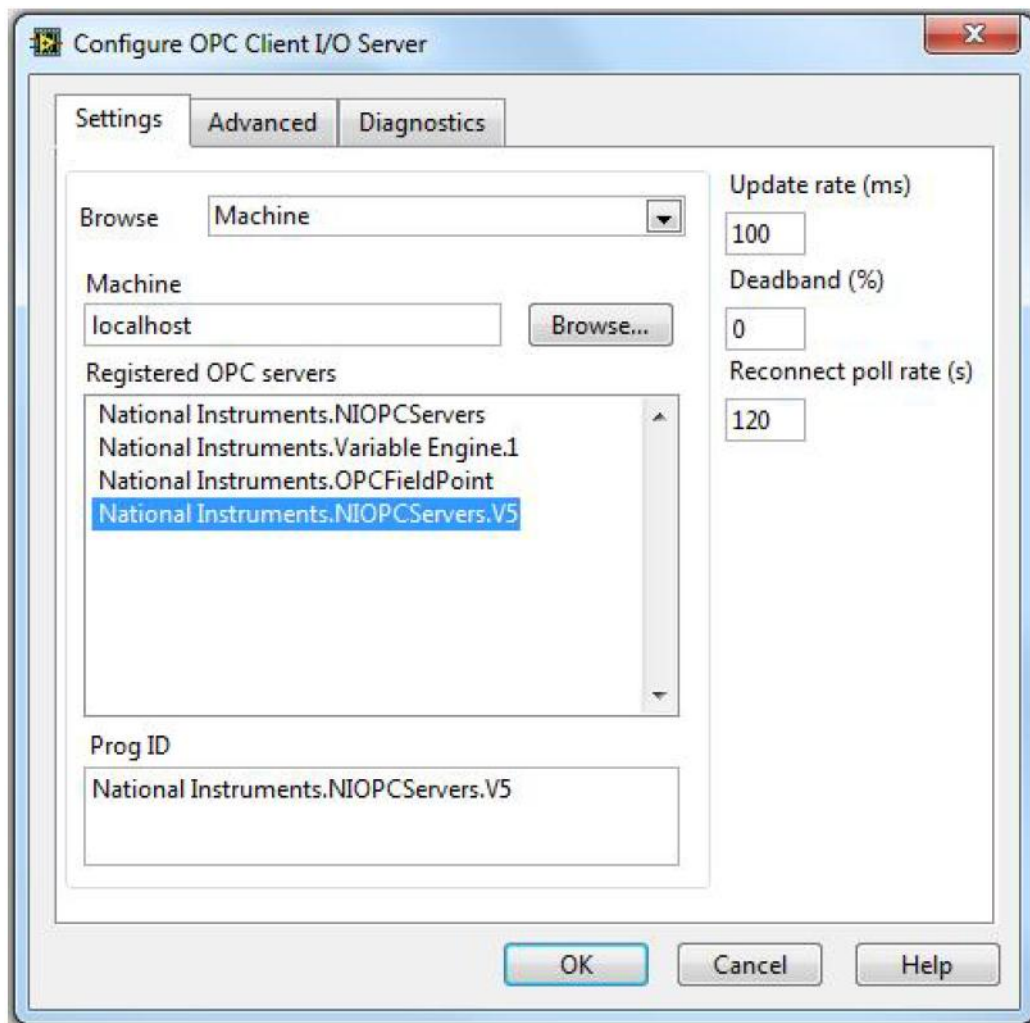 Configure OPC Client I/O Server
Settings
Advanced
Diagnostics
Browse
Machine
Machine
localhost
Browse...
Registered OPC servers
National Instruments.NIOPCServers
National Instruments.Variable Engine.1
National Instruments.OPCFieldPoint
National Instruments.NIOPCServers.V5
Prog ID
National Instruments.NIOPCServers.V5
Update rate (ms)
100
Deadband (%)
0
Reconnect poll rate (s)
120
OK
Cancel
Help